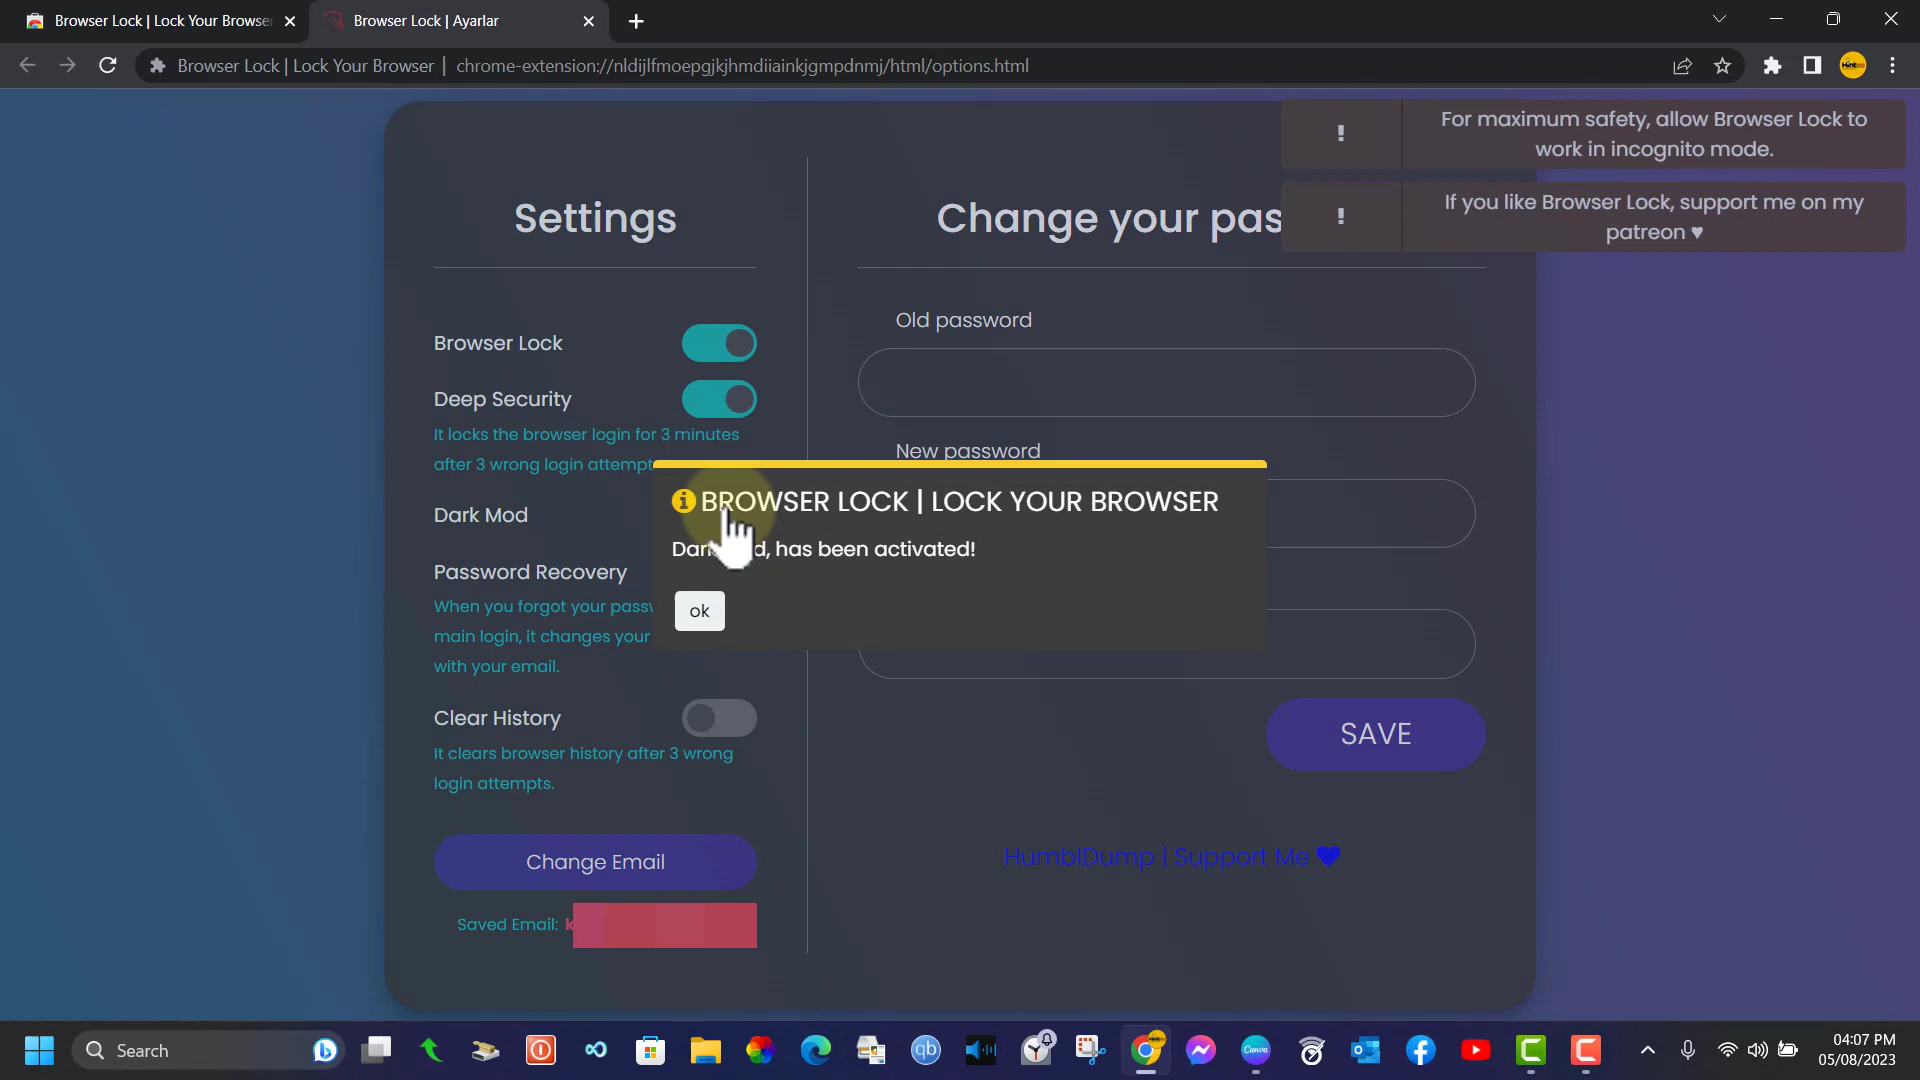 Browser Lock | Lock Your Browse
Browser Lock | Ayarlar
Browser Lock | Lock Your Browser
chrome-extension://nldijlfmoepgjkjhmdiiainkjgmpdnmj/html/options.html
For maximum safety, allow Browser Lock to
work in incognito mode.
If you like Browser Lock, support me on my
patreon ♥
Settings
Change your pas
Browser Lock
Deep Security
It locks the browser login for 3 minutes
after 3 wrong login attempt
Dark Mod
Password Recovery
When you forgot your passw
main login, it changes your
with your email.
Clear History
It clears browser history after 3 wrong
login attempts.
Change Email
Saved Email: k
Old password
New password
BROWSER LOCK | LOCK YOUR BROWSER
Dark d, has been activated!
ok
SAVE
HumblDump | Support Me
Search
qb
Canva
04:07 PM
05/08/2023